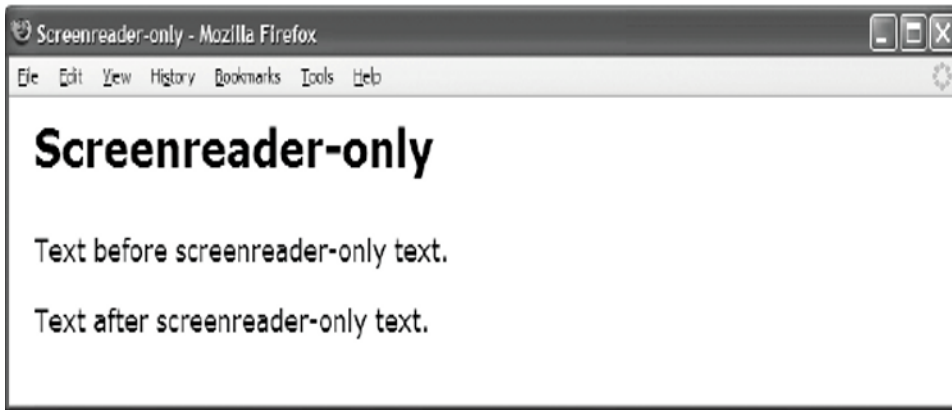 Screenreader-only - Mozilla Firefox
File Edit View History Bookmarks Tools Help
Screenreader-only
Text before screenreader-only text.
Text after screenreader-only text.